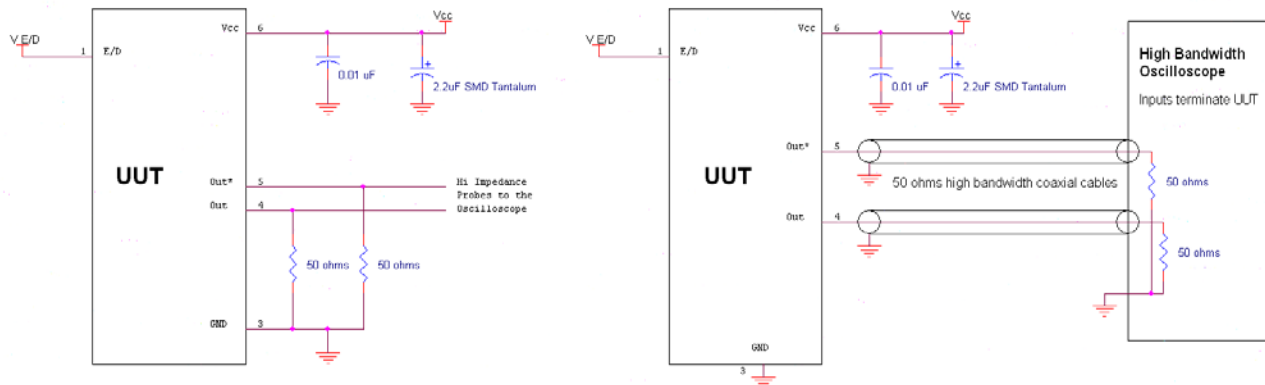 Vcc
Vcc 6
V E/D
1 E/D
0.01 uF
2.2uF SMD Tantalum
UUT
Out* 5
Out 4
Hi Impedance
Probes to the
Oscilloscope
50 ohms
50 ohms
GND 3
Vcc
Vcc 6
V E/D
1 E/D
0.01 uF
2.2uF SMD Tantalum
High Bandwidth
Oscilloscope
Inputs terminate UUT
UUT
Out* 5
50 ohms high bandwidth coaxial cables
50 ohms
Out 4
50 ohms
GND
3